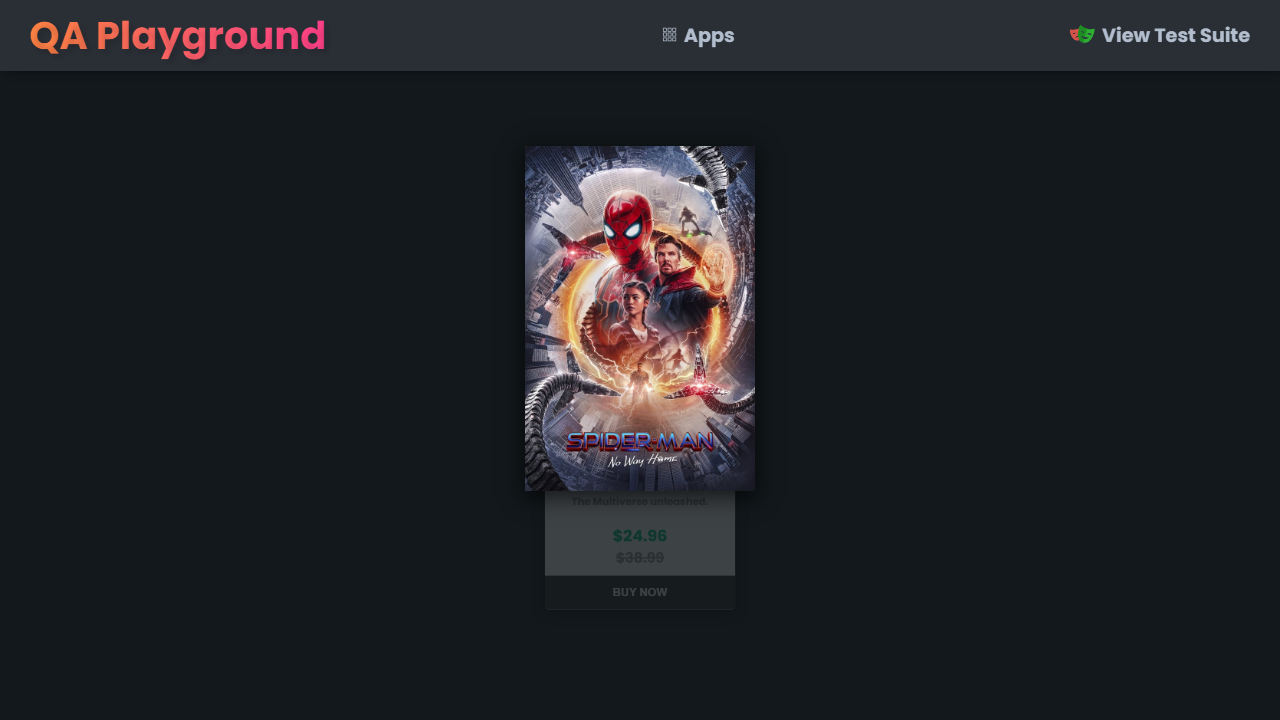 QA Playground
Apps
View Test Suite
SPIDER-MAN
No Way Home
The Multiverse unleashed.
$24.96
$38.99
BUY NOW